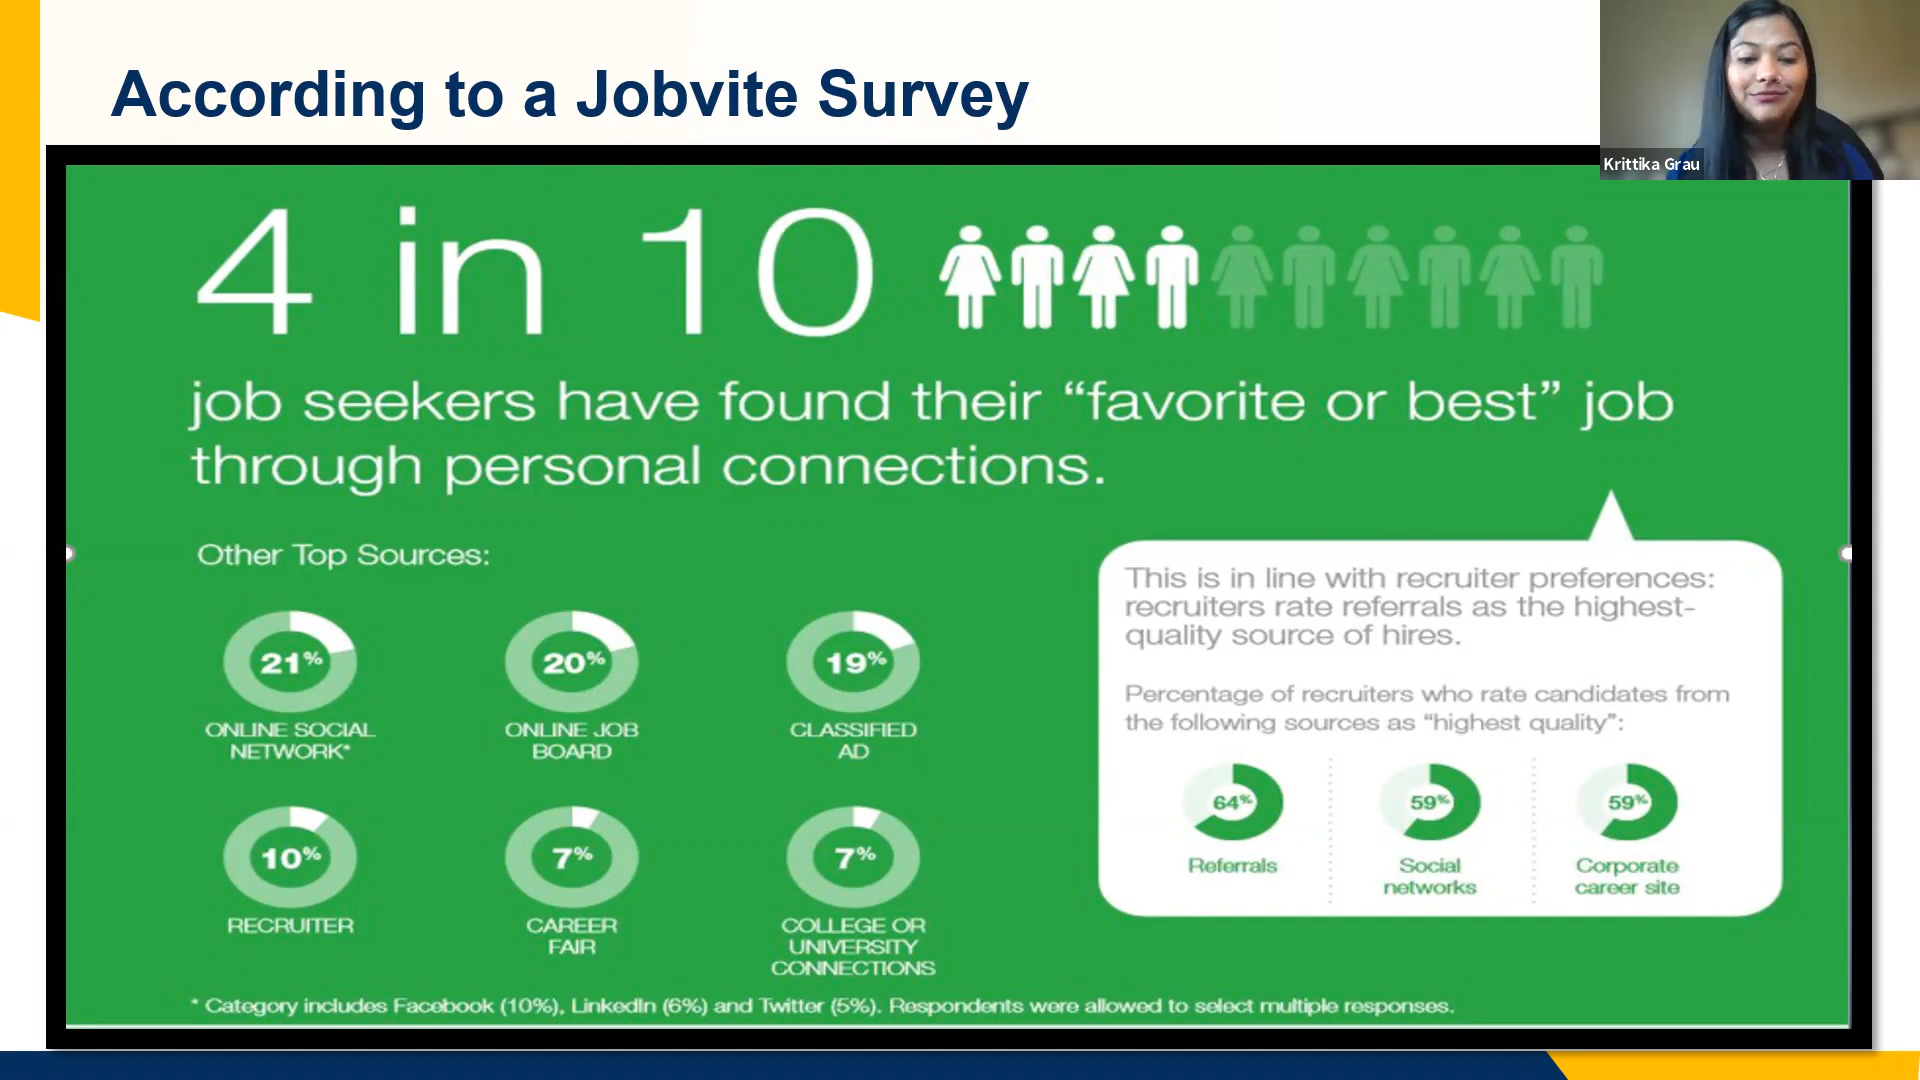 According to a Jobvite Survey
Krittika Grau
4 in 10
job seekers have found their “favorite or best” job
through personal connections.
Other Top Sources:
21%
ONLINE SOCIAL
NETWORK*
20%
ONLINE JOB
BOARD
19%
CLASSIFIED
AD
10%
RECRUITER
7%
CAREER
FAIR
7%
COLLEGE OR
UNIVERSITY
CONNECTIONS
This is in line with recruiter preferences:
recruiters rate referrals as the highest-
quality source of hires.
Percentage of recruiters who rate candidates from
the following sources as “highest quality”:
64%
Referrals
59%
Social
networks
59%
Corporate
career site
* Category includes Facebook (10%), LinkedIn (6%) and Twitter (5%). Respondents were allowed to select multiple responses.